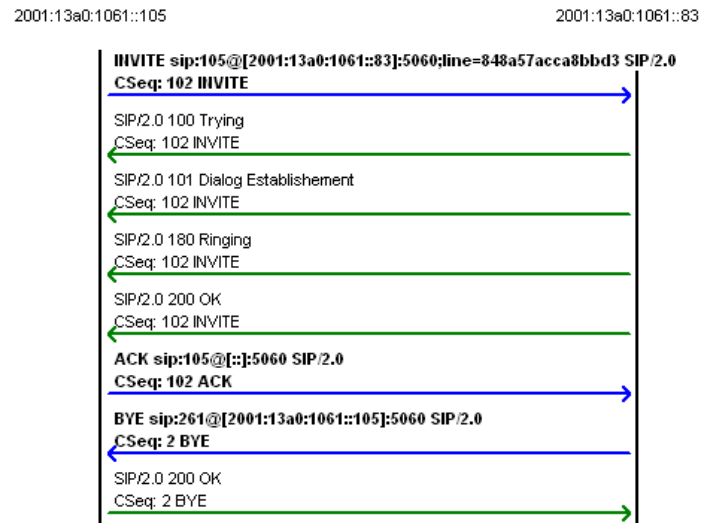 2001:13a0:1061::105 2001:13a0:1061::83
INVITE sip:105@[2001:13a0:1061::83]:5060;line=848a57acca8bbd3 SIP/2.0
CSeq: 102 INVITE
SIP/2.0 100 Trying
CSeq: 102 INVITE
SIP/2.0 101 Dialog Establishement
CSeq: 102 INVITE
SIP/2.0 180 Ringing
CSeq: 102 INVITE
SIP/2.0 200 OK
CSeq: 102 INVITE
ACK sip:105@[::]:5060 SIP/2.0
CSeq: 102 ACK
BYE sip:261@[2001:13a0:1061::105]:5060 SIP/2.0
CSeq: 2 BYE
SIP/2.0 200 OK
CSeq: 2 BYE